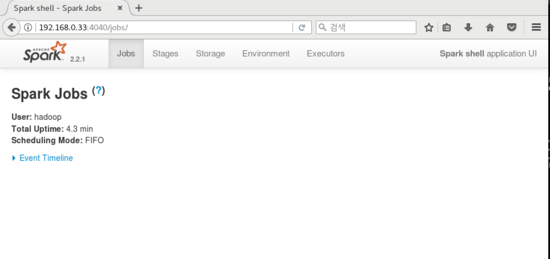 Spark shell - Spark Jobs
192.168.0.33:4040/jobs/
검색
APACHE Spark 2.2.1
Jobs
Stages
Storage
Environment
Executors
Spark shell application UI
Spark Jobs (?)
User: hadoop
Total Uptime: 4.3 min
Scheduling Mode: FIFO
Event Timeline